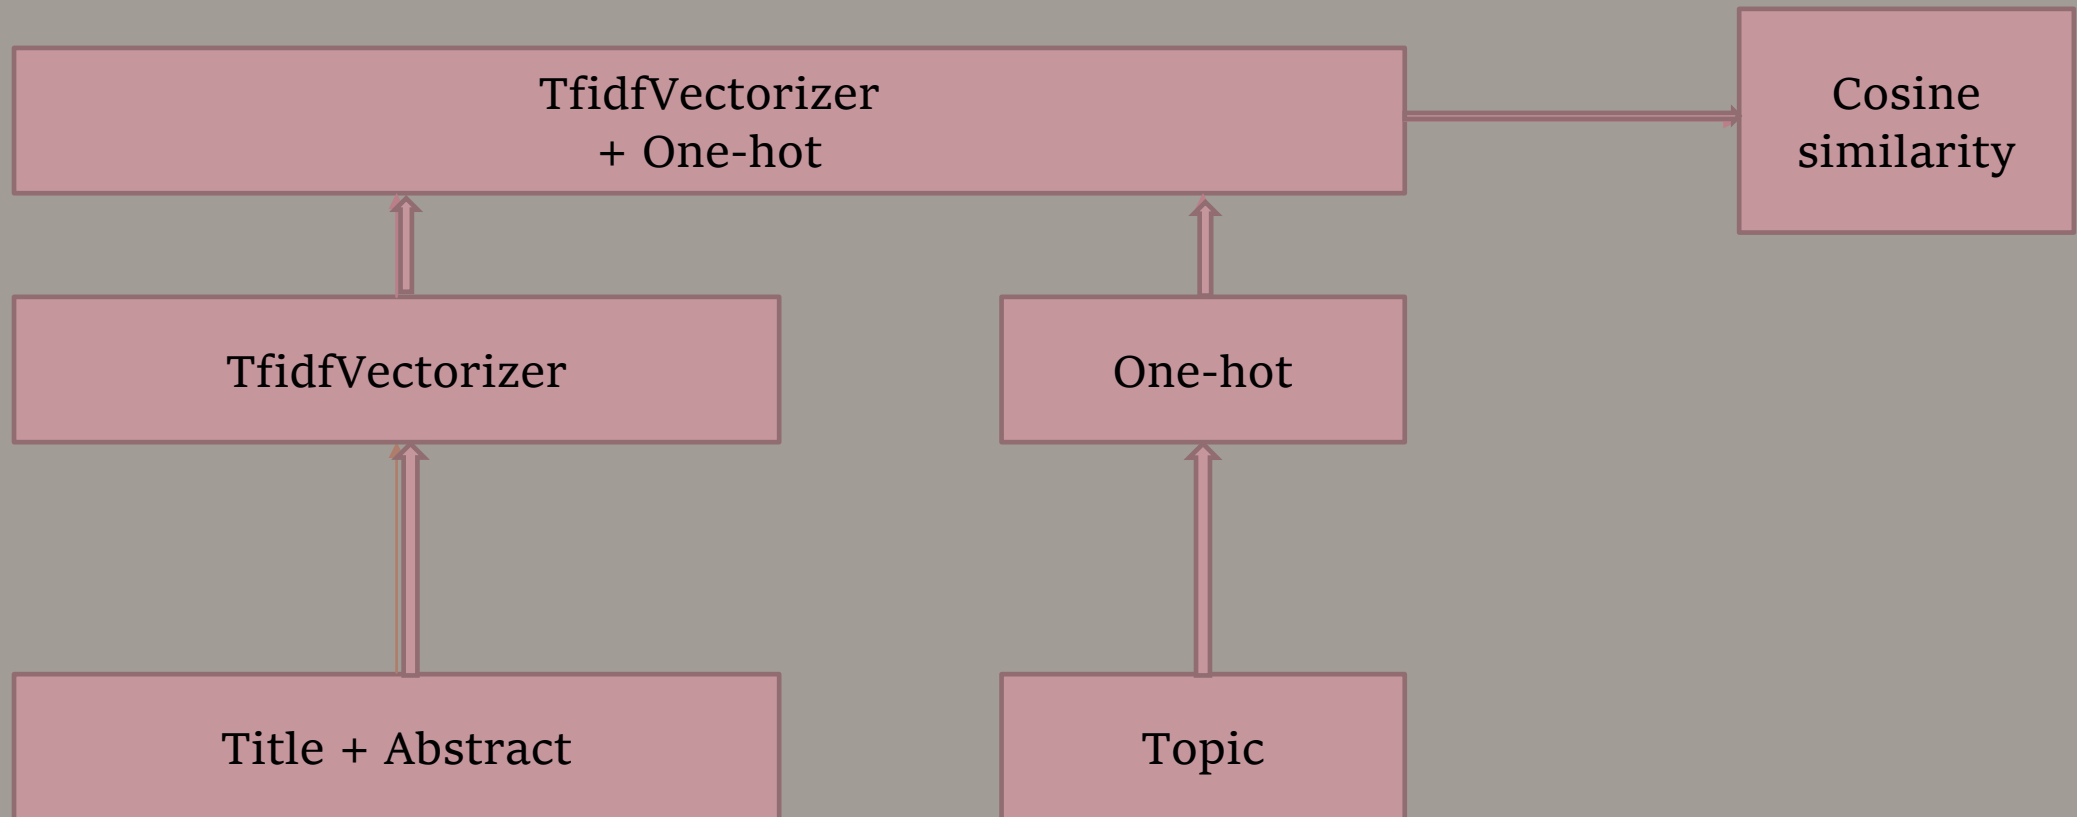 TfidfVectorizer
+ One-hot
Cosine
similarity
TfidfVectorizer
One-hot
Title + Abstract
Topic